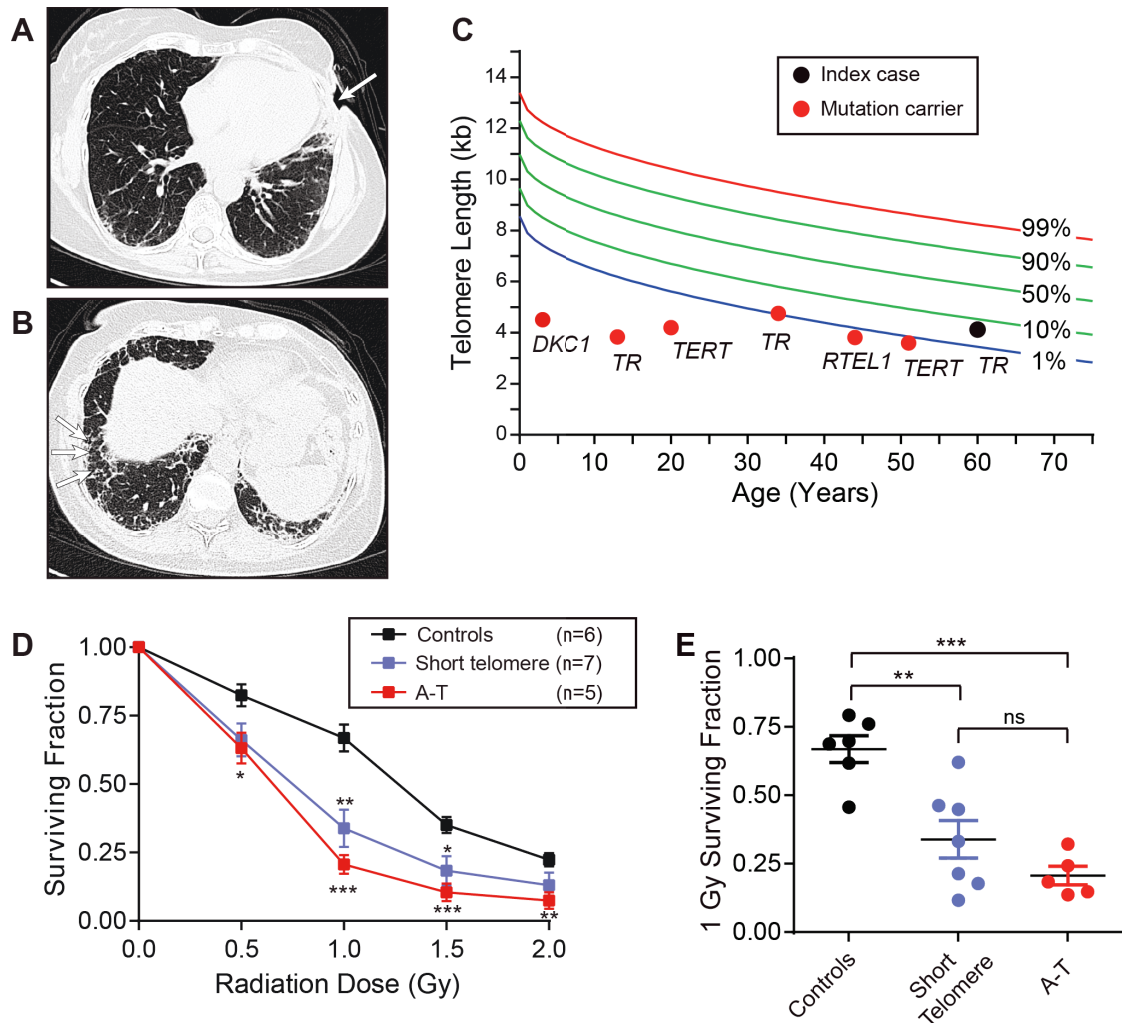 A
B
C
Telomere Length (kb)
14
12
10
8
6
4
2
0
0
10
20
30
40
50
60
70
Age (Years)
Index case
Mutation carrier
99%
90%
50%
10%
1%
DKC1
TR
TERT
TR
RTEL1
TERT
TR
D
Controls (n=6)
Short telomere (n=7)
A-T (n=5)
Surviving Fraction
1.00
0.75
0.50
0.25
0.00
0.0
0.5
1.0
1.5
2.0
Radiation Dose (Gy)
*
**
***
*
***
**
E
1 Gy Surviving Fraction
1.00
0.75
0.50
0.25
0.00
***
**
ns
Controls
Short
Telomere
A-T